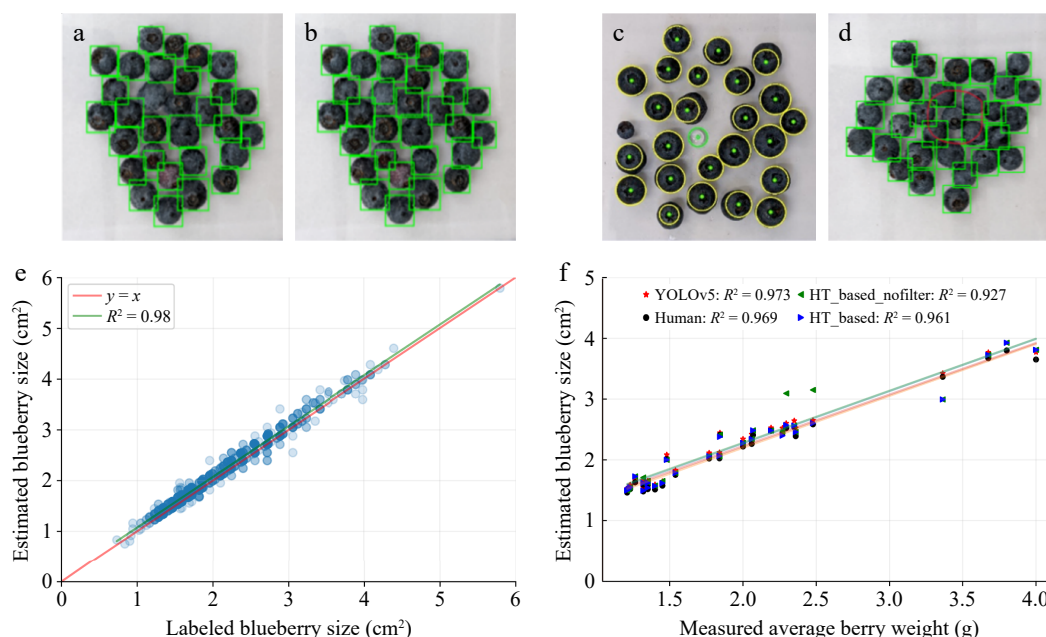 a
b
c
d
e
6
5
4
3
2
1
0
Estimated blueberry size (cm²)
y = x
R² = 0.98
0 1 2 3 4 5 6
Labeled blueberry size (cm²)
f
5
4
3
2
1
0
Estimated blueberry size (cm²)
YOLOv5: R² = 0.973 HT_based_nofilter: R² = 0.927
Human: R² = 0.969 HT_based: R² = 0.961
1.5 2.0 2.5 3.0 3.5 4.0
Measured average berry weight (g)